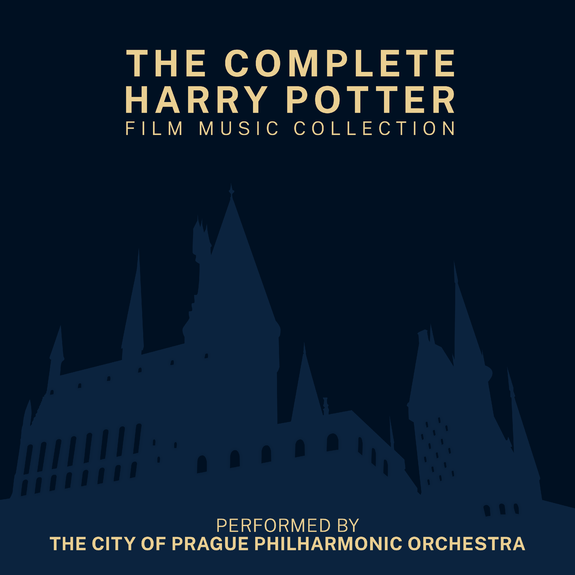 THE COMPLETE
HARRY POTTER
FILM MUSIC COLLECTION
PERFORMED BY
THE CITY OF PRAGUE PHILHARMONIC ORCHESTRA